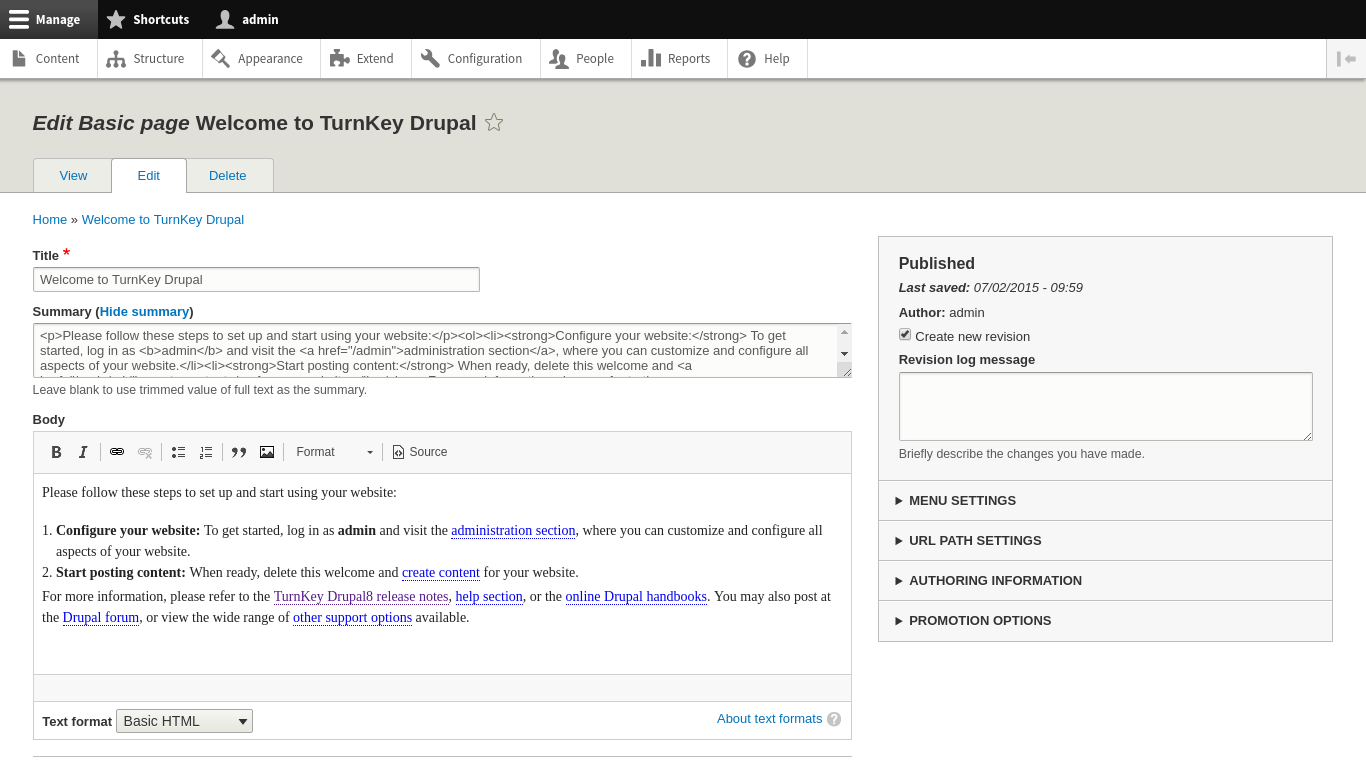 Manage Shortcuts admin
Content Structure Appearance Extend Configuration People Reports Help
Edit Basic page Welcome to TurnKey Drupal
View Edit Delete
Home » Welcome to TurnKey Drupal
Title *
Welcome to TurnKey Drupal
Summary (Hide summary)
<p>Please follow these steps to set up and start using your website:</p><ol><li><strong>Configure your website:</strong> To get
started, log in as <b>admin</b> and visit the <a href="/admin">administration section</a>, where you can customize and configure all
aspects of your website.</li><li><strong>Start posting content:</strong> When ready, delete this welcome and <a
Leave blank to use trimmed value of full text as the summary.
Body
B I Format Source
Please follow these steps to set up and start using your website:
1. Configure your website: To get started, log in as admin and visit the administration section, where you can customize and configure all
aspects of your website.
2. Start posting content: When ready, delete this welcome and create content for your website.
For more information, please refer to the TurnKey Drupal8 release notes, help section, or the online Drupal handbooks. You may also post at
the Drupal forum, or view the wide range of other support options available.
Text format Basic HTML About text formats ?
Published
Last saved: 07/02/2015 - 09:59
Author: admin
Create new revision
Revision log message
Briefly describe the changes you have made.
MENU SETTINGS
URL PATH SETTINGS
AUTHORING INFORMATION
PROMOTION OPTIONS